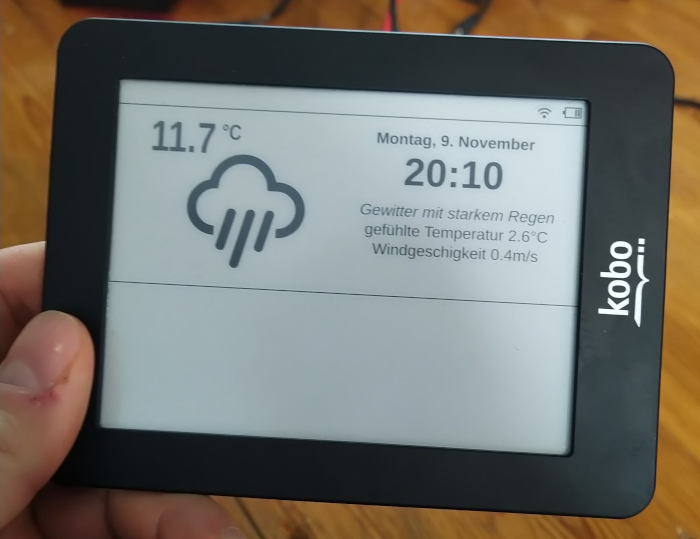 11.7 °C
Montag, 9. November
20:10
Gewitter mit starkem Regen
gefühlte Temperatur 2.6°C
Windgeschigkeit 0.4m/s
kobo